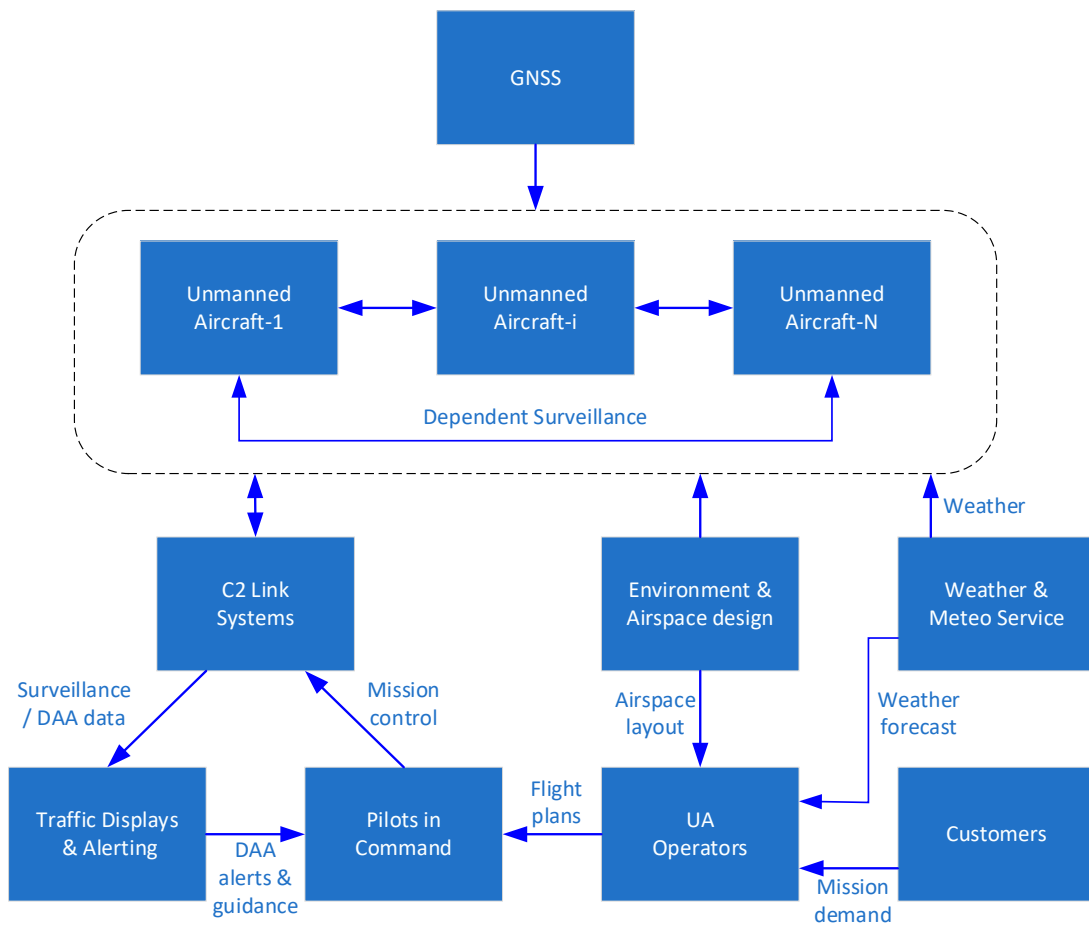 GNSS
Unmanned
Aircraft-1
Unmanned
Aircraft-i
Unmanned
Aircraft-N
Dependent Surveillance
Weather
C2 Link
Systems
Environment &
Airspace design
Weather &
Meteo Service
Surveillance
/ DAA data
Mission
control
Airspace
layout
Weather
forecast
Traffic Displays
& Alerting
DAA
alerts &
guidance
Pilots in
Command
Flight
plans
UA
Operators
Customers
Mission
demand